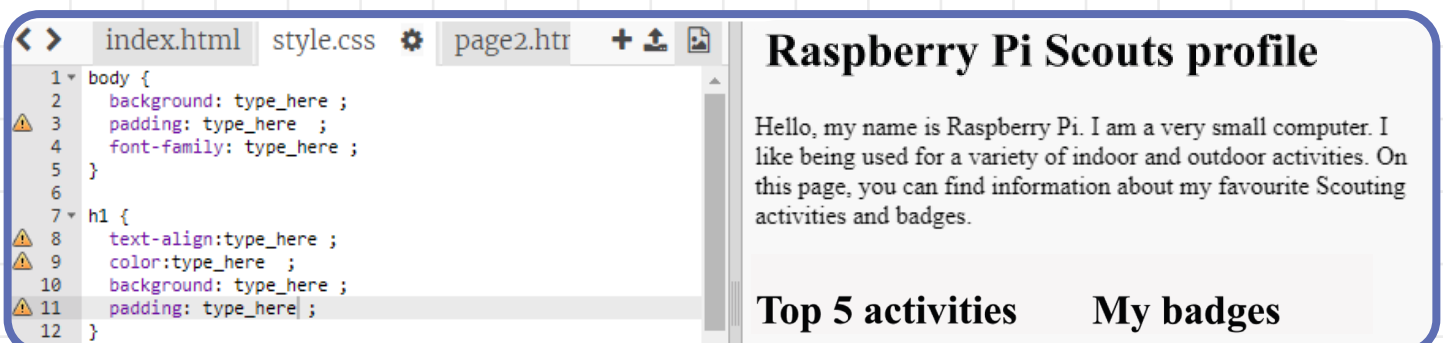 index.html style.css page2.htr
1 body {
2 background: type_here ;
3 padding: type_here ;
4 font-family: type_here ;
5 }
6
7 h1 {
8 text-align:type_here ;
9 color:type_here ;
10 background: type_here ;
11 padding: type_here ;
12 }
Raspberry Pi Scouts profile
Hello, my name is Raspberry Pi. I am a very small computer. I
like being used for a variety of indoor and outdoor activities. On
this page, you can find information about my favourite Scouting
activities and badges.
Top 5 activities My badges